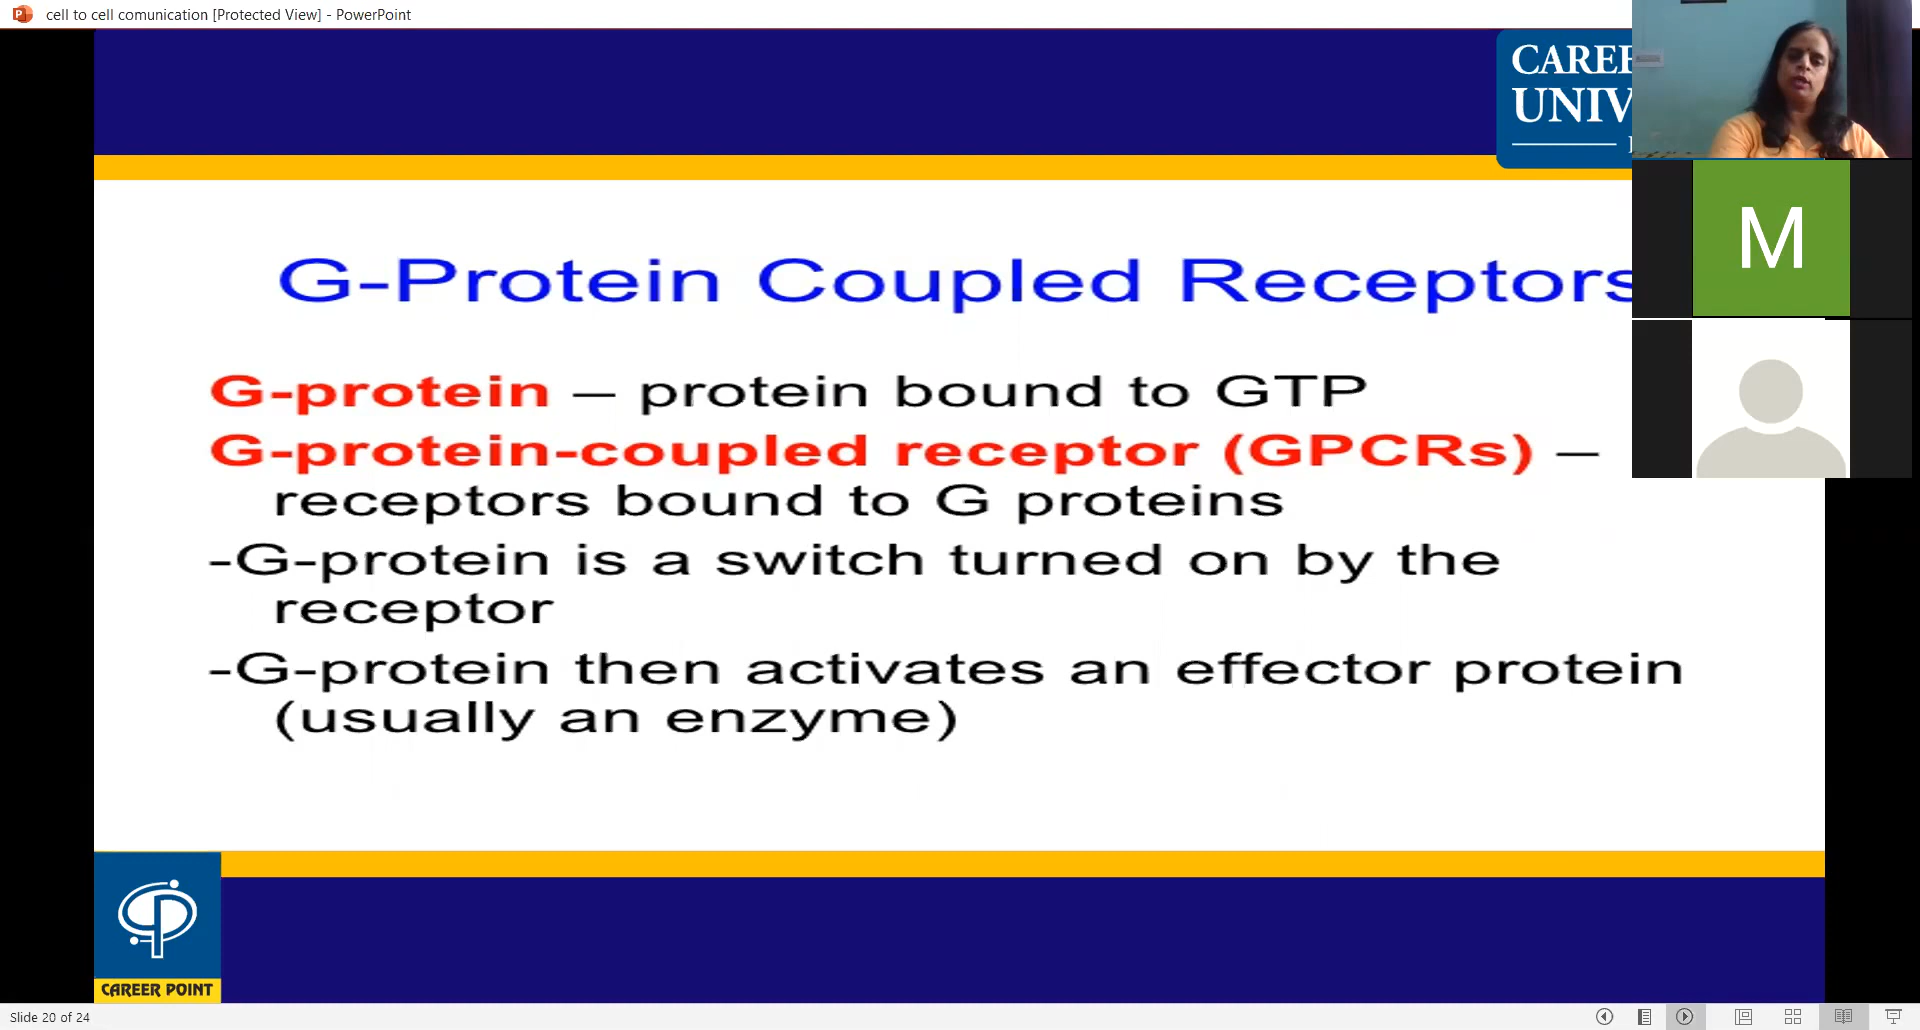 cell to cell comunication [Protected View] - PowerPoint
CAREE
UNIV
G-Protein Coupled Receptors
M
G-protein – protein bound to GTP
G-protein-coupled receptor (GPCRs) –
receptors bound to G proteins
-G-protein is a switch turned on by the
receptor
-G-protein then activates an effector protein
(usually an enzyme)
CAREER POINT
Slide 20 of 24